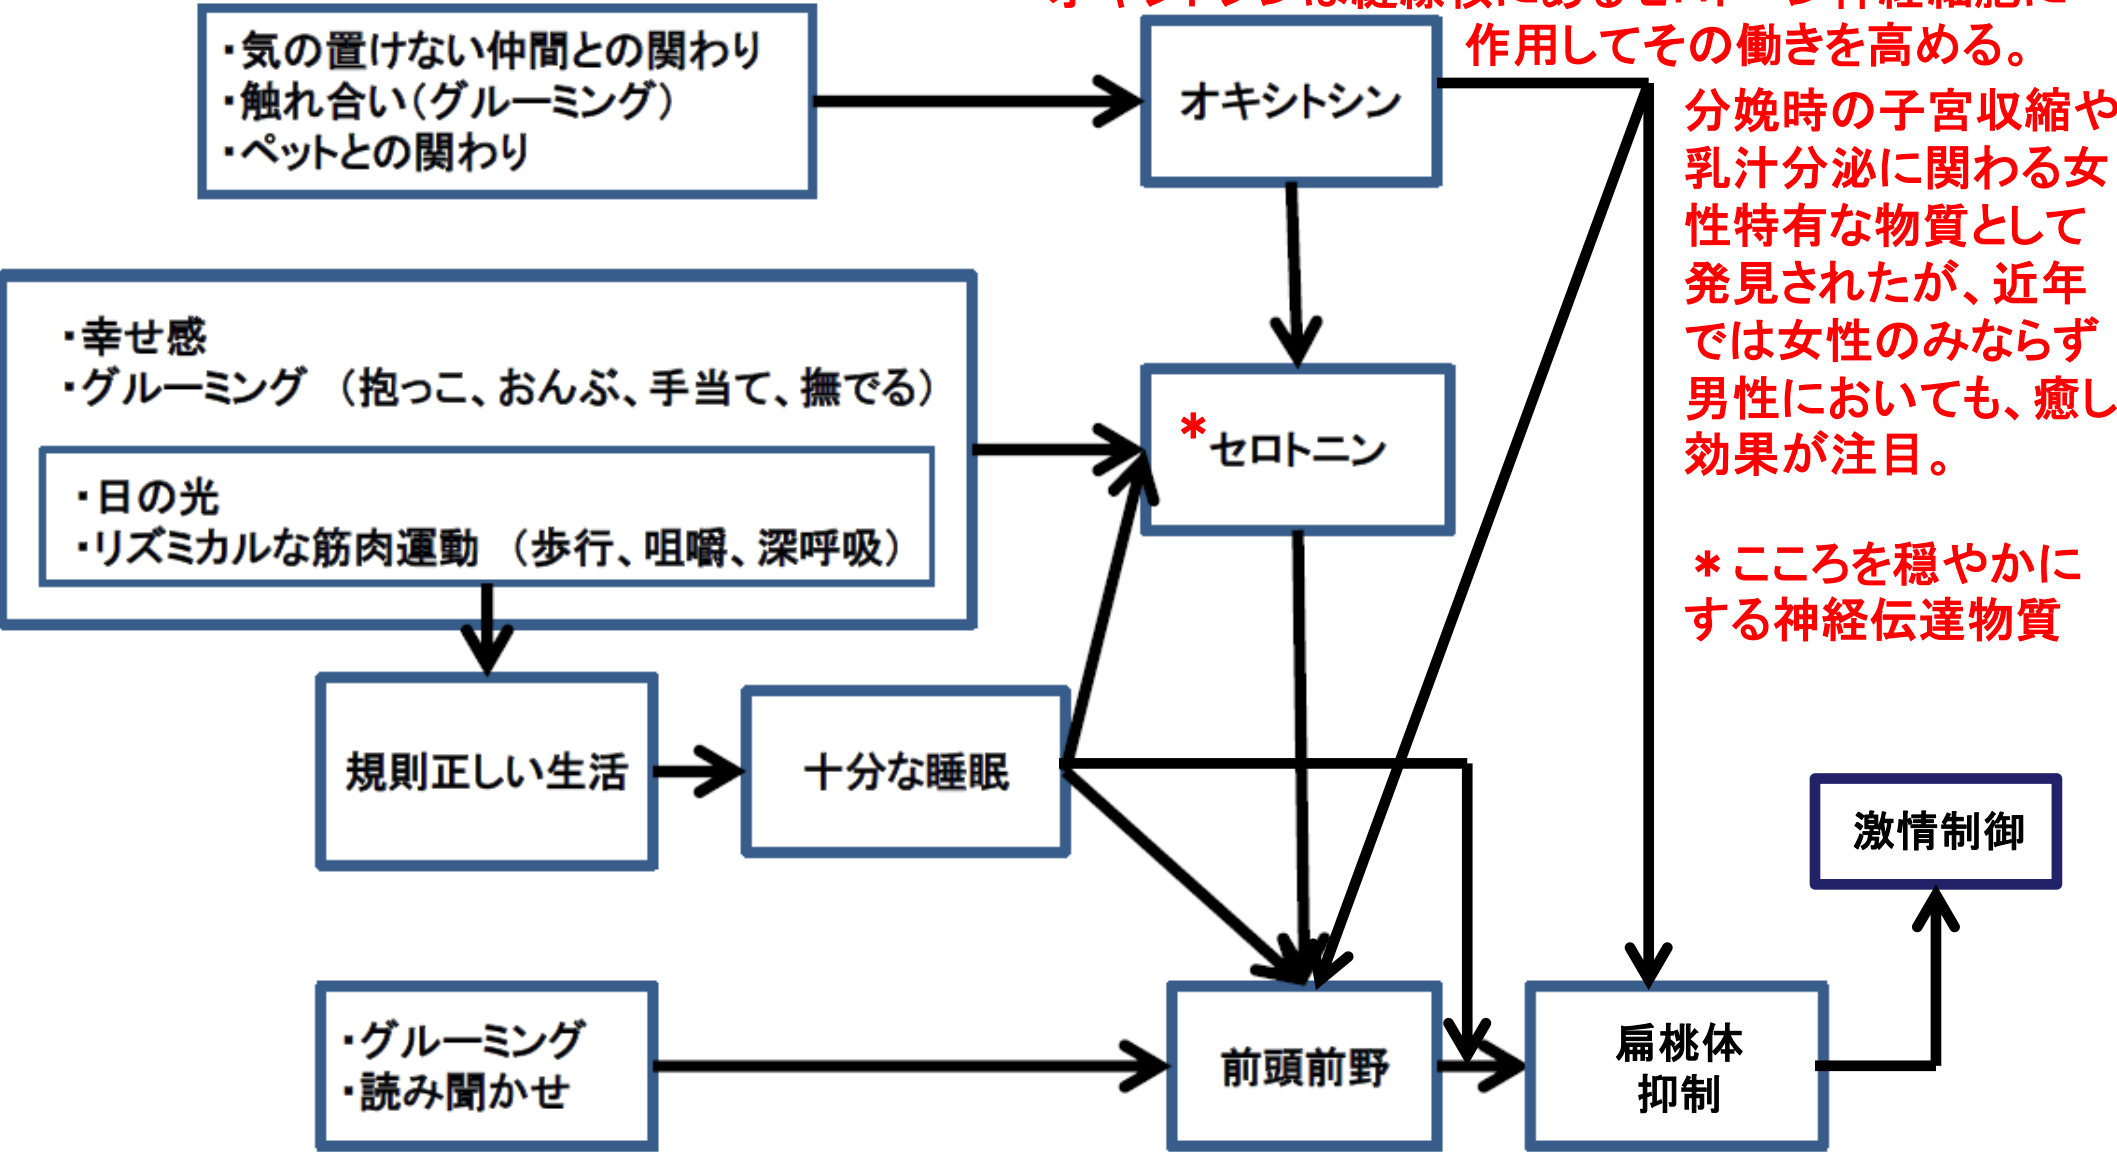 作用してその働きを高める。
・気の置けない仲間との関わり
・触れ合い(グルーミング)
・ペットとの関わり
オキシトシン
分娩時の子宮収縮や
乳汁分泌に関わる女
性特有な物質として
発見されたが、近年
では女性のみならず
男性においても、癒し
効果が注目。
・幸せ感
・グルーミング (抱っこ、おんぶ、手当て、撫でる)
・日の光
・リズミカルな筋肉運動 (歩行、咀嚼、深呼吸)
*セロトニン
*こころを穏やかに
する神経伝達物質
規則正しい生活
十分な睡眠
激情制御
・グルーミング
・読み聞かせ
前頭前野
扁桃体
抑制